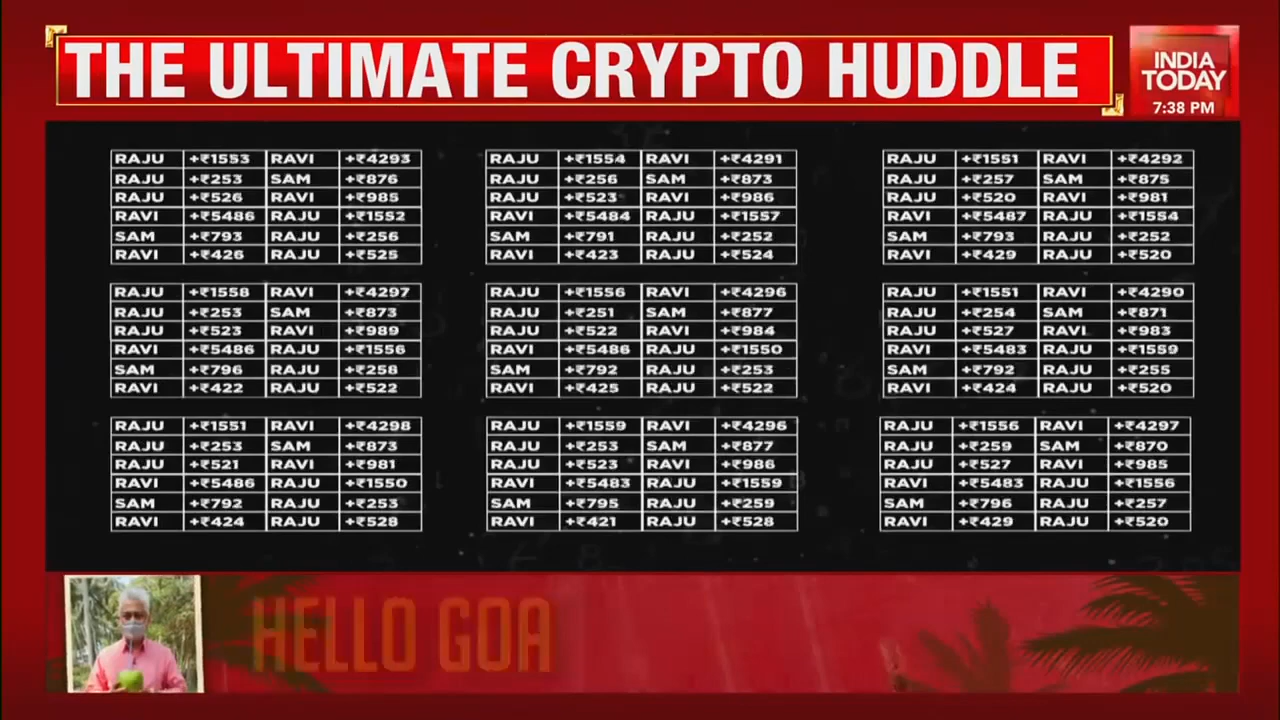 THE ULTIMATE CRYPTO HUDDLE
INDIA
TODAY
7:38 PM
RAJU +₹1553 RAVI +₹4293
RAJU +₹253 SAM +₹876
RAJU +₹526 RAVI +₹985
RAVI +₹5486 RAJU +₹1552
SAM +₹793 RAJU +₹256
RAVI +₹426 RAJU +₹525
RAJU +₹1554 RAVI +₹4291
RAJU +₹256 SAM +₹873
RAJU +₹523 RAVI +₹986
RAVI +₹5484 RAJU +₹1557
SAM +₹791 RAJU +₹252
RAVI +₹423 RAJU +₹524
RAJU +₹1551 RAVI +₹4292
RAJU +₹257 SAM +₹875
RAJU +₹520 RAVI +₹981
RAVI +₹5487 RAJU +₹1554
SAM +₹793 RAJU +₹252
RAVI +₹429 RAJU +₹520
RAJU +₹1558 RAVI +₹4297
RAJU +₹253 SAM +₹873
RAJU +₹523 RAVI +₹989
RAVI +₹5486 RAJU +₹1556
SAM +₹796 RAJU +₹258
RAVI +₹422 RAJU +₹522
RAJU +₹1556 RAVI +₹4296
RAJU +₹251 SAM +₹877
RAJU +₹522 RAVI +₹984
RAVI +₹5486 RAJU +₹1550
SAM +₹792 RAJU +₹253
RAVI +₹425 RAJU +₹522
RAJU +₹1551 RAVI +₹4290
RAJU +₹254 SAM +₹871
RAJU +₹527 RAVI +₹983
RAVI +₹5483 RAJU +₹1559
SAM +₹792 RAJU +₹255
RAVI +₹424 RAJU +₹520
RAJU +₹1551 RAVI +₹4298
RAJU +₹253 SAM +₹873
RAJU +₹521 RAVI +₹981
RAVI +₹5486 RAJU +₹1550
SAM +₹792 RAJU +₹253
RAVI +₹424 RAJU +₹528
RAJU +₹1559 RAVI +₹4296
RAJU +₹253 SAM +₹877
RAJU +₹523 RAVI +₹986
RAVI +₹5483 RAJU +₹1559
SAM +₹795 RAJU +₹259
RAVI +₹421 RAJU +₹528
RAJU +₹1556 RAVI +₹4297
RAJU +₹259 SAM +₹870
RAJU +₹527 RAVI +₹985
RAVI +₹5483 RAJU +₹1556
SAM +₹796 RAJU +₹257
RAVI +₹429 RAJU +₹520
HELLO GOA